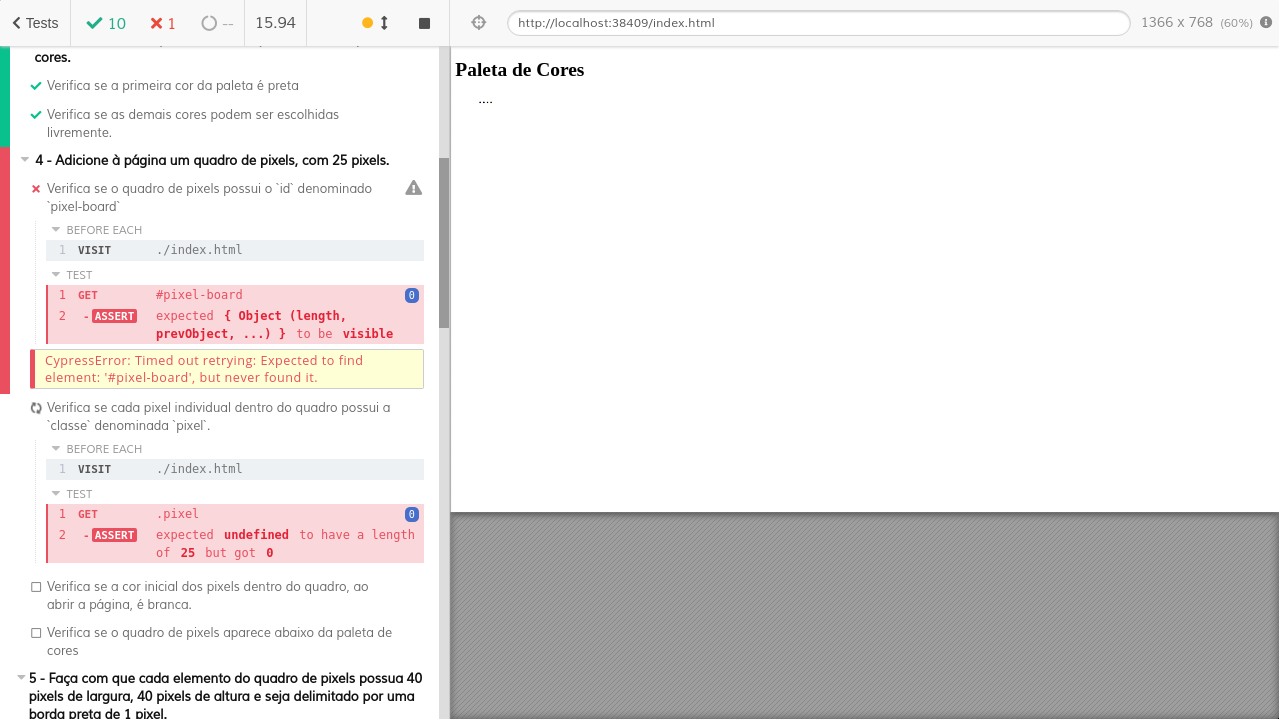 Tests 10 1 -- 15.94 http://localhost:38409/index.html 1366 x 768 (60%)
cores.
Verifica se a primeira cor da paleta é preta
Verifica se as demais cores podem ser escolhidas
livremente.
4 - Adicione à página um quadro de pixels, com 25 pixels.
Verifica se o quadro de pixels possui o `id` denominado
`pixel-board`
BEFORE EACH
1 VISIT ./index.html
TEST
1 GET #pixel-board 0
2 - ASSERT expected { Object (length,
prevObject, ...) } to be visible
CypressError: Timed out retrying: Expected to find
element: '#pixel-board', but never found it.
Verifica se cada pixel individual dentro do quadro possui a
`classe` denominada `pixel`.
BEFORE EACH
1 VISIT ./index.html
TEST
1 GET .pixel 0
2 - ASSERT expected undefined to have a length
of 25 but got 0
Verifica se a cor inicial dos pixels dentro do quadro, ao
abrir a página, é branca.
Verifica se o quadro de pixels aparece abaixo da paleta de
cores
5 - Faça com que cada elemento do quadro de pixels possua 40
pixels de largura, 40 pixels de altura e seja delimitado por uma
borda preta de 1 pixel.
Paleta de Cores
....